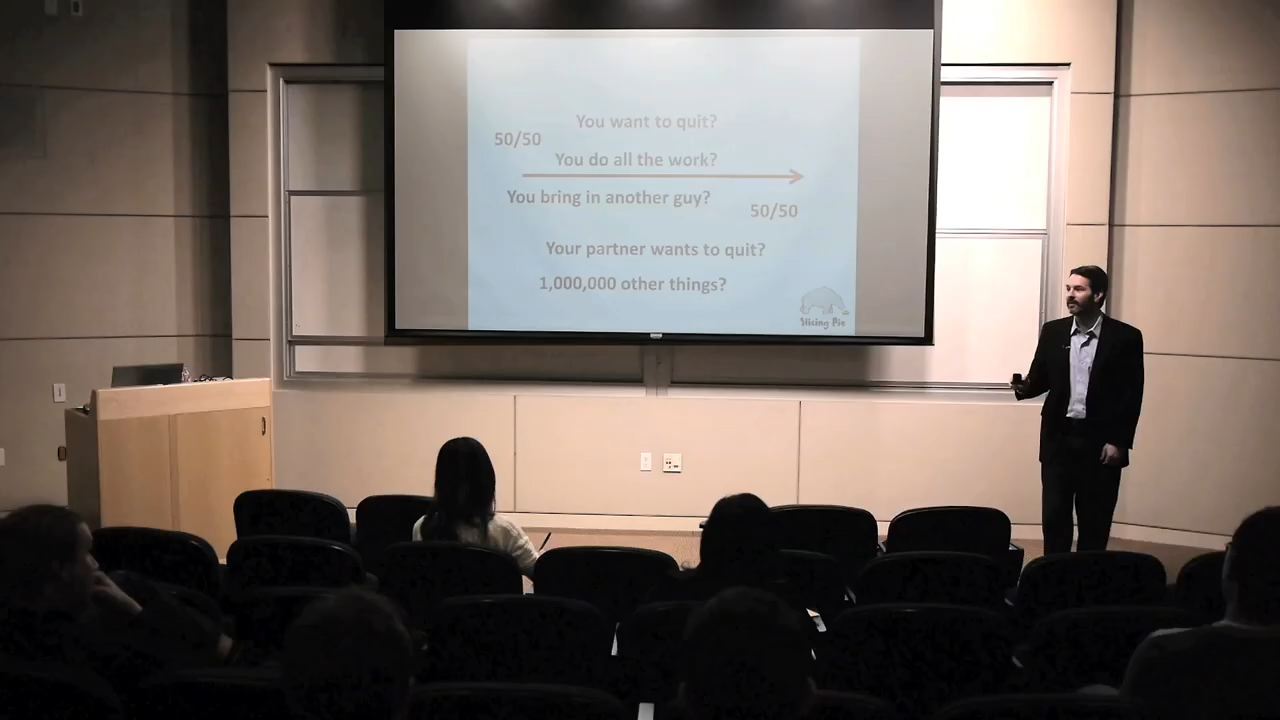 You want to quit?
50/50
You do all the work?
You bring in another guy?
50/50
Your partner wants to quit?
1,000,000 other things?
Slicing Pie